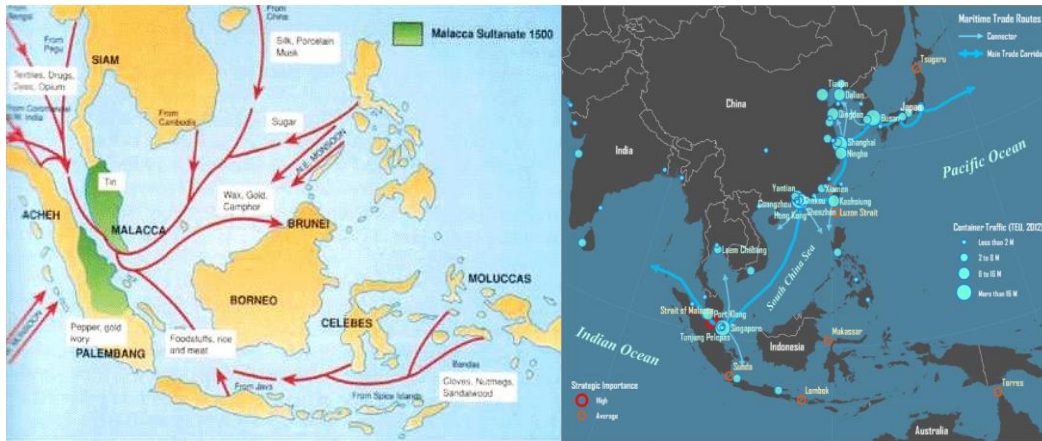 Malacca Sultanate 1500
From
Pegu
From
China
SIAM
Silk, Porcelain
Musk
Textiles, Drugs,
Opium
From
India
From
Cambodia
Sugar
N.E. MONSOON
Tin
Wax, Gold,
Camphor
ACHEH
MALACCA
BRUNEI
MOLUCCAS
BORNEO
CELEBES
MONSOON
Pepper, gold
ivory
PALEMBANG
Foodstuffs, rice
and meat
From Java
From Spice Islands
Bandas
Cloves, Nutmegs,
Sandalwood
Maritime Trade Routes
Connector
Main Trade Corrido
Tsugaru
Tianjin
Dalian
China
Qingdao
Busan
Japan
Shanghai
Ningbo
India
Pacific Ocean
Yantian
Xiamen
Guangzhou
Shekou
Kaohsiung
Hong Kong
Shenzhen
Luzon Strait
Laem Chabang
South China Sea
Container Traffic (TEU, 2012)
Less than 2 M
2 to 6 M
6 to 16 M
More than 16 M
Strait of Malacca
Port Klang
Tanjung Pelepas
Singapore
Indian Ocean
Indonesia
Makassar
Sunda
Lombok
Torres
Strategic Importance
High
Average
Australia